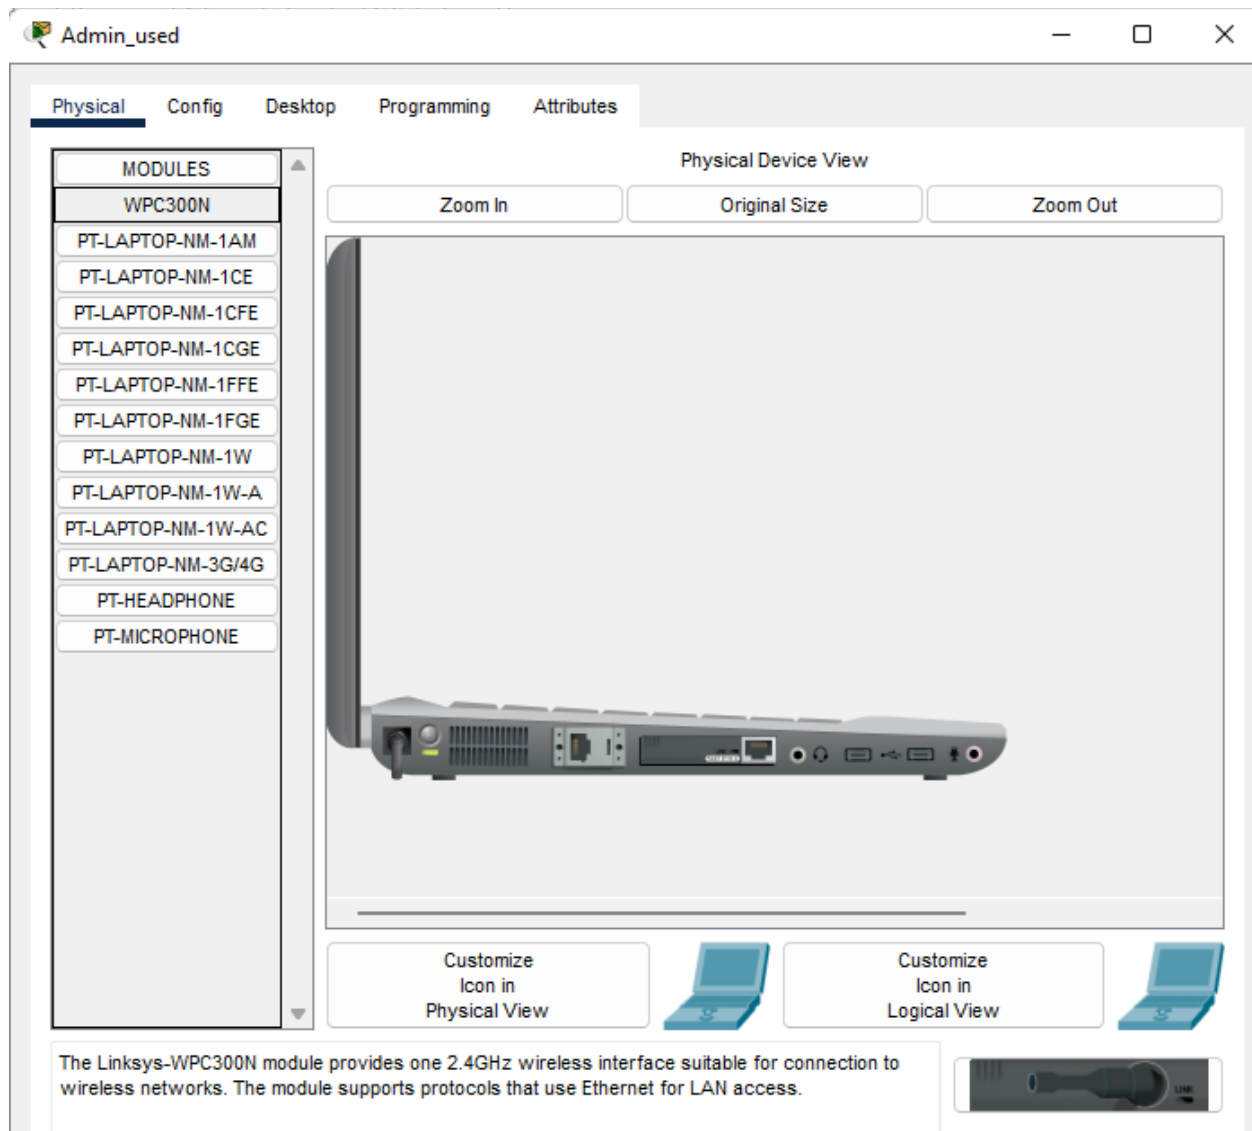 Admin_used
Physical Config Desktop Programming Attributes
MODULES
WPC300N
PT-LAPTOP-NM-1AM
PT-LAPTOP-NM-1CE
PT-LAPTOP-NM-1CFE
PT-LAPTOP-NM-1CGE
PT-LAPTOP-NM-1FFE
PT-LAPTOP-NM-1FGE
PT-LAPTOP-NM-1W
PT-LAPTOP-NM-1W-A
PT-LAPTOP-NM-1W-AC
PT-LAPTOP-NM-3G/4G
PT-HEADPHONE
PT-MICROPHONE
Physical Device View
Zoom In Original Size Zoom Out
Customize
Icon in
Physical View
Customize
Icon in
Logical View
The Linksys-WPC300N module provides one 2.4GHz wireless interface suitable for connection to
wireless networks. The module supports protocols that use Ethernet for LAN access.
LINK